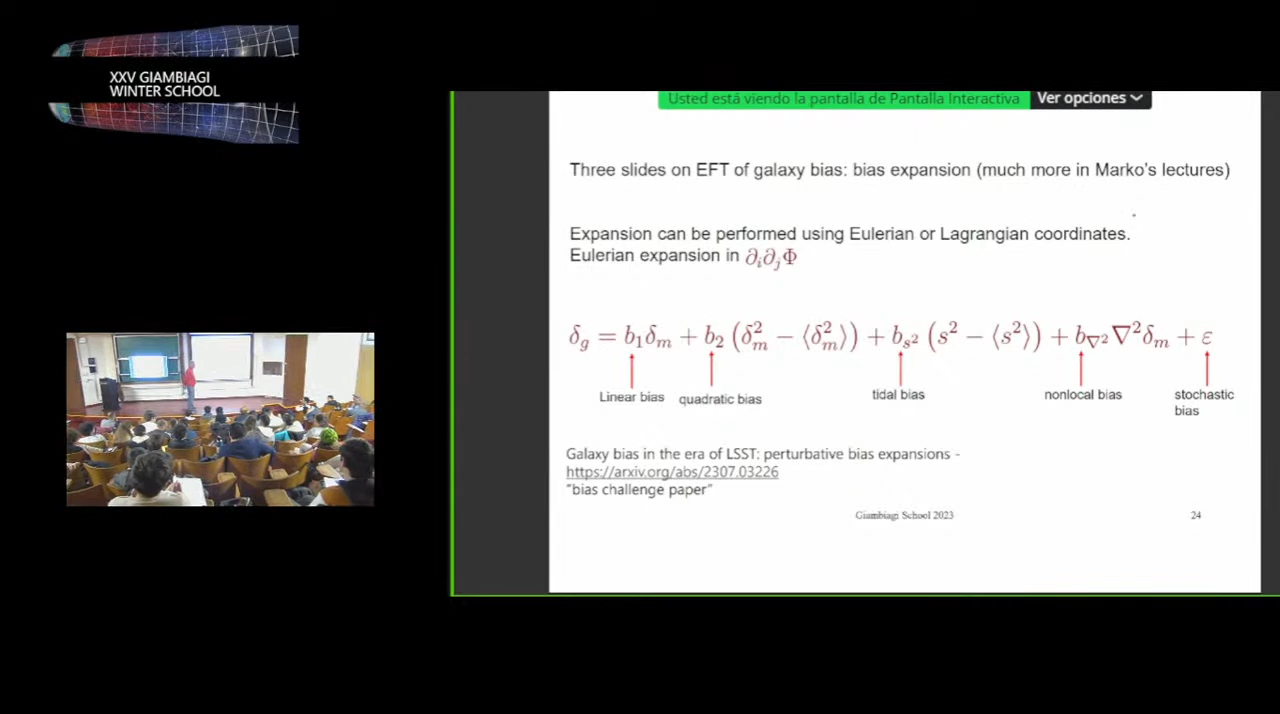 XXV GIAMBIAGI
WINTER SCHOOL
Usted está viendo la pantalla de Pantalla Interactiva Ver opciones
Three slides on EFT of galaxy bias: bias expansion (much more in Marko's lectures)
Expansion can be performed using Eulerian or Lagrangian coordinates.
Eulerian expansion in ∂ᵢ∂ⱼΦ
δ_g = b₁δ_m + b₂ (δ_m² − ⟨δ_m²⟩) + b_{s²} (s² − ⟨s²⟩) + b_{∇²}∇²δ_m + ε
Linear bias quadratic bias tidal bias nonlocal bias stochastic
bias
Galaxy bias in the era of LSST: perturbative bias expansions -
https://arxiv.org/abs/2307.03226
"bias challenge paper"
Giambiagi School 2023 24